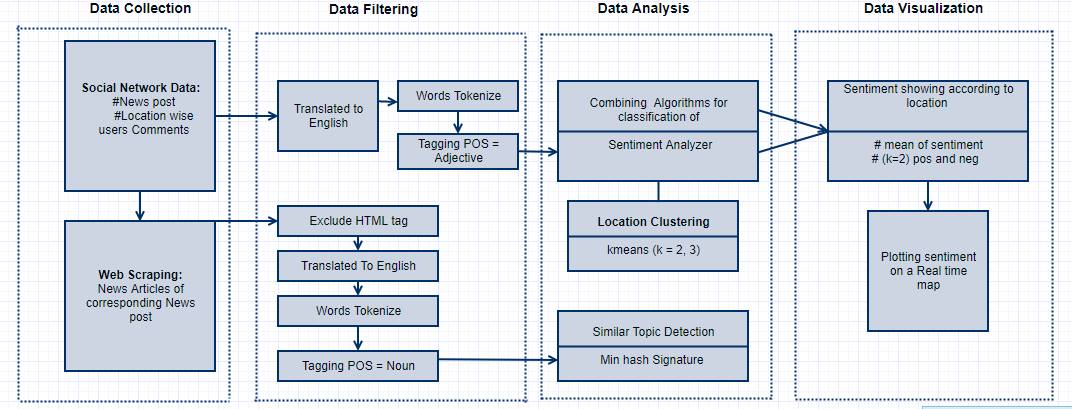 Data Collection
Data Filtering
Data Analysis
Data Visualization
Social Network Data:
#News post
#Location wise
users Comments
Web Scraping:
News Articles of
corresponding News
post
Translated to
English
Words Tokenize
Tagging POS =
Adjective
Exclude HTML tag
Translated To English
Words Tokenize
Tagging POS = Noun
Combining Algorithms for
classification of
Sentiment Analyzer
Location Clustering
kmeans (k = 2, 3)
Similar Topic Detection
Min hash Signature
Sentiment showing according to
location
# mean of sentiment
# (k=2) pos and neg
Plotting sentiment
on a Real time
map